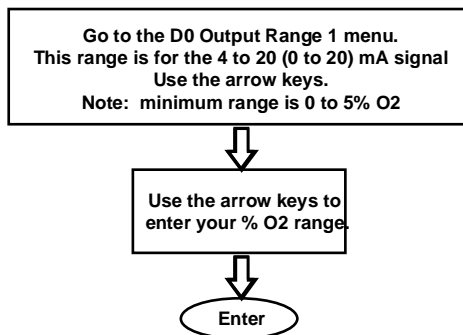 Go to the D0 Output Range 1 menu.
This range is for the 4 to 20 (0 to 20) mA signal
Use the arrow keys.
Note: minimum range is 0 to 5% O2
Use the arrow keys to
enter your % O2 range.
Enter